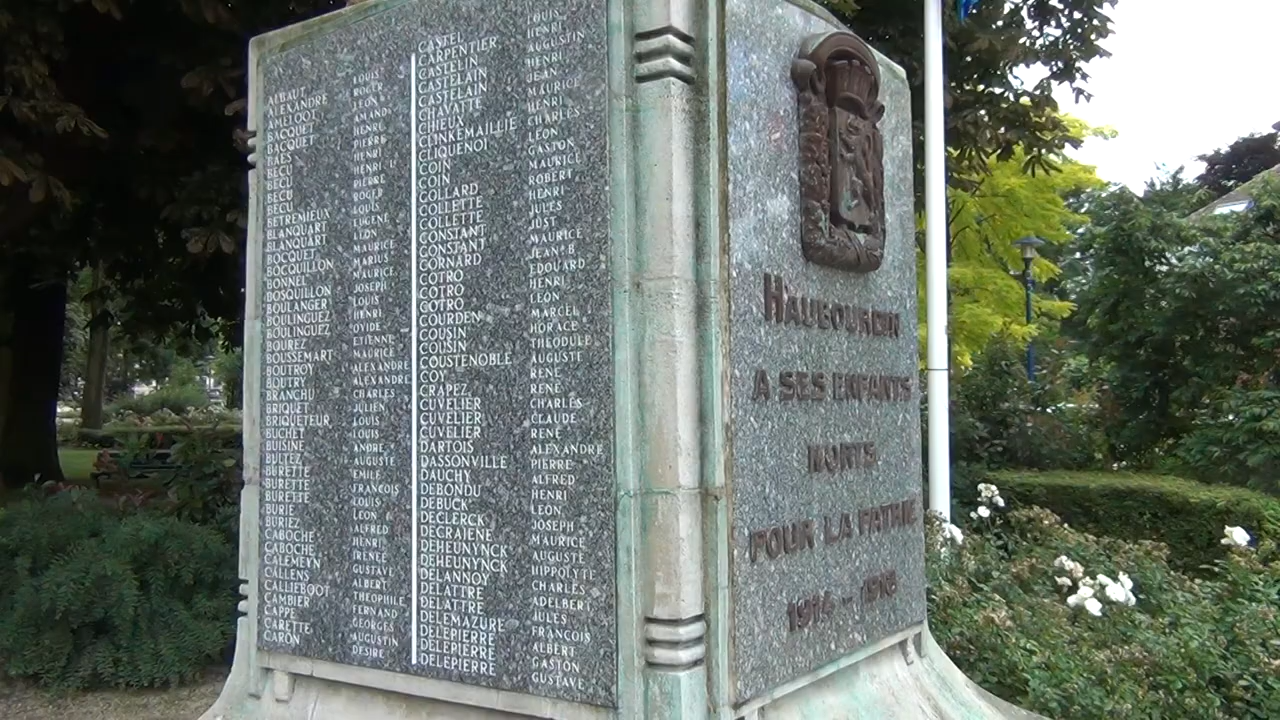 ALBAUT LOUIS
ALEXANDRE ROGER
AMELOOT LEON
BACQUET AMAND
BACQUET HENRI
BAES PIERRE
BECU HENRI
BECU HENRI II
BECU PIERRE
BECU ROGER
BETREMIEUX LOUIS
BLANQUART EUGENE
BLANQUART LEON
BOCQUET MAURICE
BOCQUILLON MARIUS
BONNEL MAURICE
BOSQUILLON JOSEPH
BOULANGER LOUIS
BOULINGUEZ HENRI
BOULINGUEZ OVIDE
BOUREZ ETIENNE
BOUSSEMART MAURICE
BOUTROY ALEXANDRE
BOUTRY ALEXANDRE
BRANCHU CHARLES
BRIQUET JULIEN
BRIQUETEUR LOUIS
BUCHET LOUIS
BUISINE ANDRE
BULTEZ AUGUSTE
BURETTE EMILE
BURETTE FRANÇOIS
BURETTE LOUIS
BURIE LEON
BURIEZ ALFRED
CABOCHE HENRI
CABOCHE IRENEE
CALEMEYN GUSTAVE
CALLENS ALBERT
CALLIEBOOT THEOPHILE
CAMBIER FERNAND
CAPPE GEORGES
CARETTE AUGUSTIN
CARON DESIRE
CASTEL LOUIS
CARPENTIER HENRI
CASTELIN AUGUSTIN
CASTELAIN HENRI
CASTELAIN JEAN
CHAVATTE MAURICE
CHIEUX HENRI
CLINKEMAILLIE CHARLES
CLIQUENOI LEON
COIN GASTON
COIN MAURICE
COLLARD ROBERT
COLLETTE HENRI
COLLETTE JULES
CONSTANT JUST
CONSTANT MAURICE
CORNARD JEAN-B
COTRO EDOUARD
COTRO HENRI
COTRO LEON
COURDENT MARCEL
COUSIN HORACE
COUSIN THEODULE
COUSTENOBLE AUGUSTE
COY RENE
CRAPEZ RENE
CUVELIER CHARLES
CUVELIER CLAUDE
CUVELIER RENE
DARTOIS ALEXANDRE
DASSONVILLE PIERRE
DAUCHY ALFRED
DEBONDU HENRI
DEBUCK LEON
DECLERCK JOSEPH
DECRAIENE MAURICE
DEHEUNYNCK AUGUSTE
DEHEUNYNCK HIPPOLYTE
DELANNOY CHARLES
DELATTRE ADELBERT
DELATTRE JULES
DELEMAZURE FRANÇOIS
DELEPIERRE ALBERT
DELEPIERRE GASTON
DELEPIERRE GUSTAVE
HAUBOURDIN
A SES ENFANTS
MORTS
POUR LA PATRIE
1914 - 1918